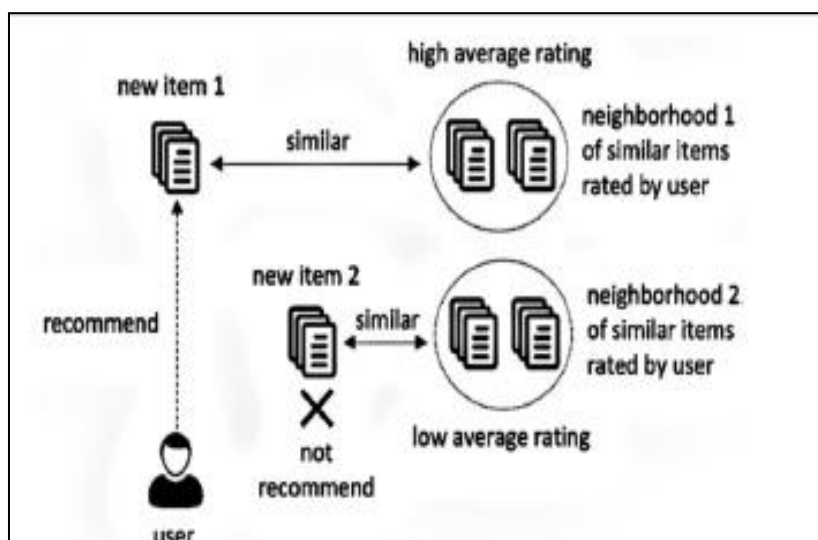 high average rating
new item 1
similar
neighborhood 1
of similar items
rated by user
new item 2
similar
neighborhood 2
of similar items
rated by user
recommend
not
recommend
low average rating
user